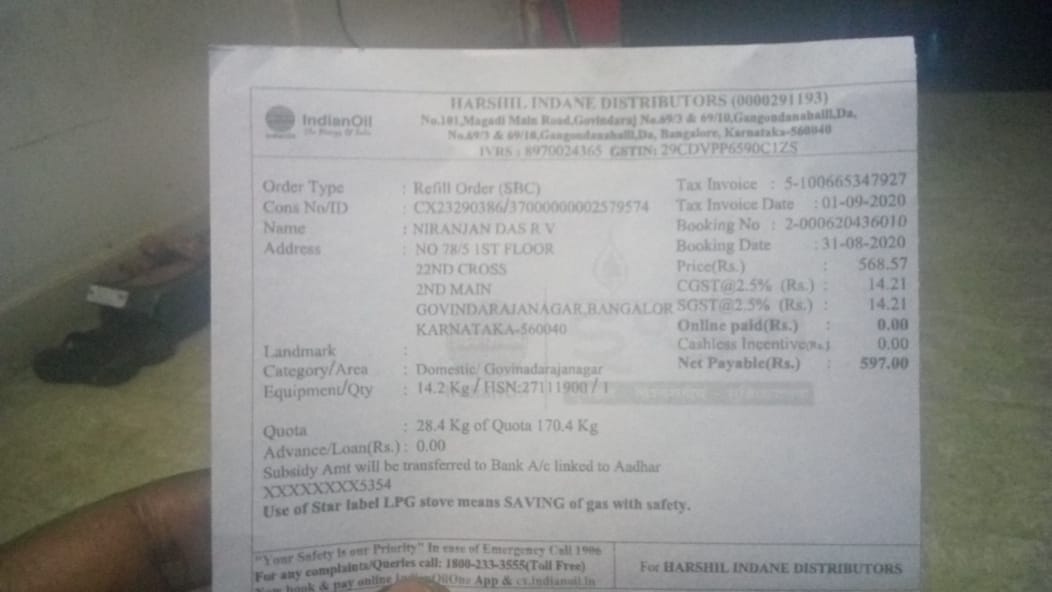 HARSHIL INDANE DISTRIBUTORS (0000291193)
IndianOil
The Energy Of India
No.101,Magadi Main Road,Govindaraj No.69/3 & 69/10,Gangondanahalli,Da,
No.69/3 & 69/10,Gangondanahalli,Da, Bangalore, Karnataka-560040
IVRS : 8970024365 GSTIN: 29CDVPP6590C1ZS
Order Type : Refill Order (SBC)
Cons No/ID : CX23290386/37000000002579574
Name : NIRANJAN DAS R V
Address : NO 78/5 1ST FLOOR
22ND CROSS
2ND MAIN
GOVINDARAJANAGAR,BANGALOR
KARNATAKA-560040
Landmark :
Category/Area : Domestic/ Govinadarajanagar
Equipment/Qty : 14.2 Kg / HSN:27111900 / 1
Quota : 28.4 Kg of Quota 170.4 Kg
Advance/Loan(Rs.) : 0.00
Subsidy Amt will be transferred to Bank A/c linked to Aadhar
XXXXXXXX5354
Use of Star label LPG stove means SAVING of gas with safety.
Tax Invoice : 5-100665347927
Tax Invoice Date : 01-09-2020
Booking No : 2-000620436010
Booking Date : 31-08-2020
Price(Rs.) : 568.57
CGST@2.5% (Rs.) : 14.21
SGST@2.5% (Rs.) : 14.21
Online paid(Rs.) : 0.00
Cashless Incentive(Rs.) 0.00
Net Payable(Rs.) : 597.00
"Your Safety is our Priority" In case of Emergency Call 1906
For any complaints/Queries call: 1800-233-3555(Toll Free)
book & pay online IndianOilOne App & cx.indianoil.in
For HARSHIL INDANE DISTRIBUTORS